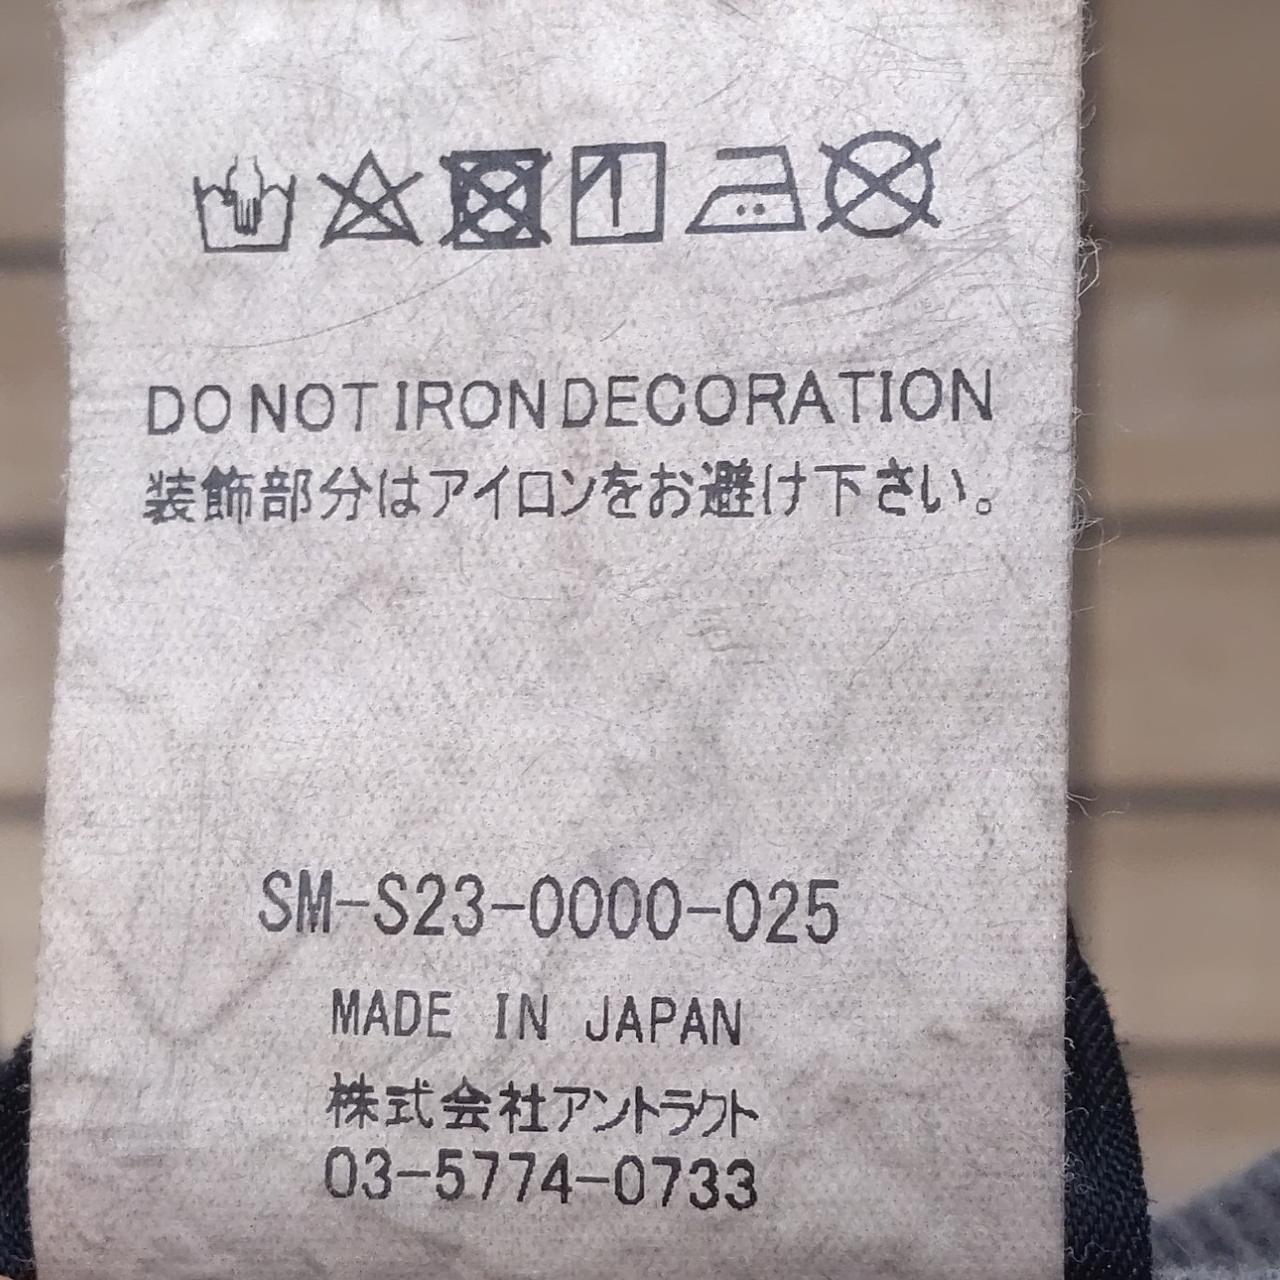 DO NOT IRON DECORATION
装飾部分はアイロンをお避け下さい。
SM-S23-0000-025
MADE IN JAPAN
株式会社アントラクト
03-5774-0733